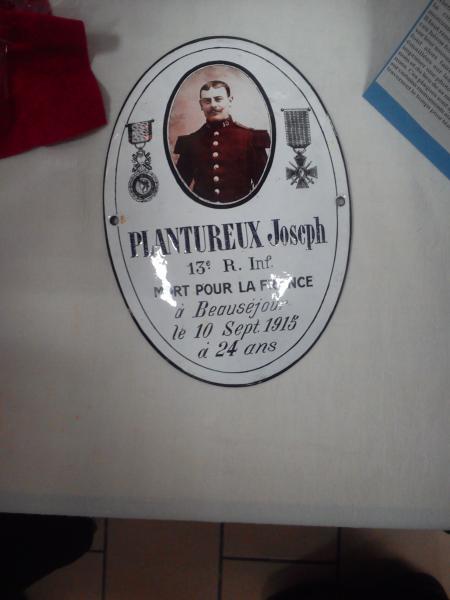 PLANTUREUX Joseph
13e R. Inf.
MORT POUR LA FRANCE
à Beauséjour
le 10 Sept. 1915
à 24 ans